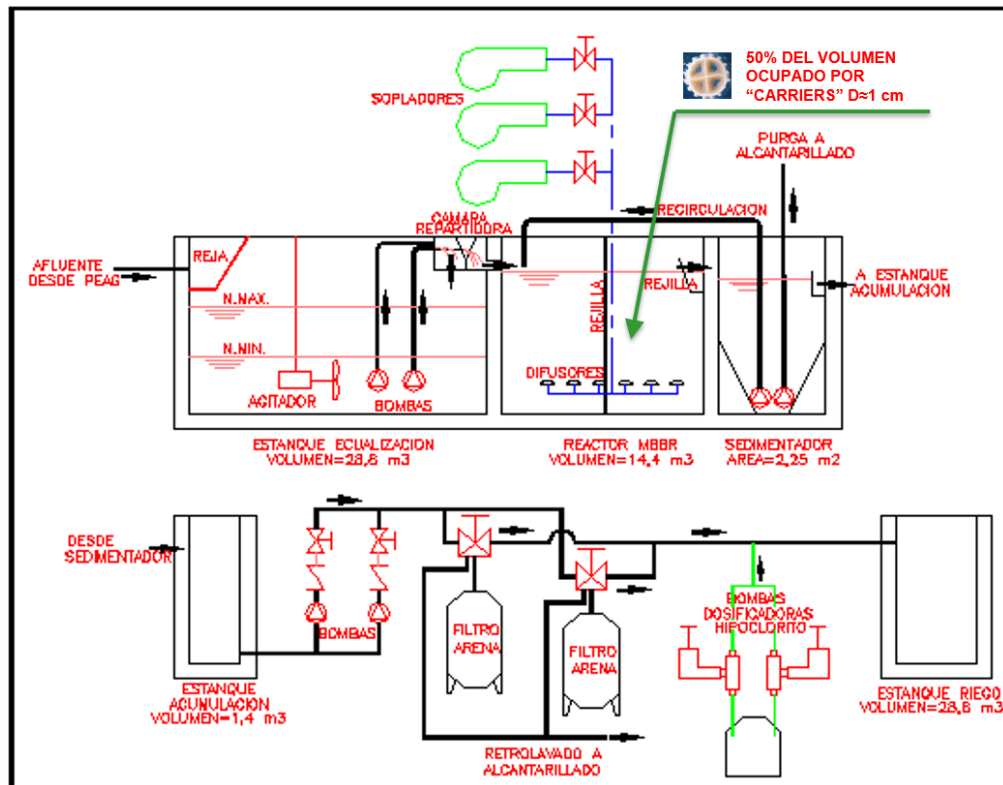 50% DEL VOLUMEN
OCUPADO POR
“CARRIERS” D≈1 cm
SOPLADORES
PURGA A
ALCANTARILLADO
CAMARA
REPARTIDORA
RECIRCULACION
AFLUENTE
DESDE PEAG
REJA
N.MAX.
N.MIN.
AGITADOR
BOMBAS
REJILLA
REJILLA
DIFUSORES
A ESTANQUE
ACUMULACION
ESTANQUE ECUALIZACION
VOLUMEN=28,8 m3
REACTOR MBBR
VOLUMEN=14,4 m3
SEDIMENTADOR
AREA=2,25 m2
DESDE
SEDIMENTADOR
BOMBAS
FILTRO
ARENA
FILTRO
ARENA
BOMBAS
DOSIFICADORAS
HIPOCLORITO
ESTANQUE
ACUMULACION
VOLUMEN=1,4 m3
RETROLAVADO A
ALCANTARILLADO
ESTANQUE RIEGO
VOLUMEN=28,8 m3